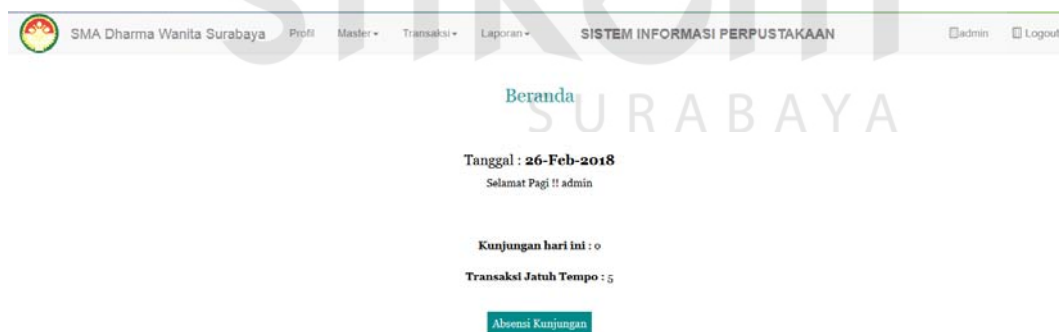 SMA Dharma Wanita Surabaya Profil Master Transaksi Laporan SISTEM INFORMASI PERPUSTAKAAN admin Logout
Beranda
SURABAYA
Tanggal : 26-Feb-2018
Selamat Pagi !! admin
Kunjungan hari ini : 0
Transaksi Jatuh Tempo : 5
Absensi Kunjungan